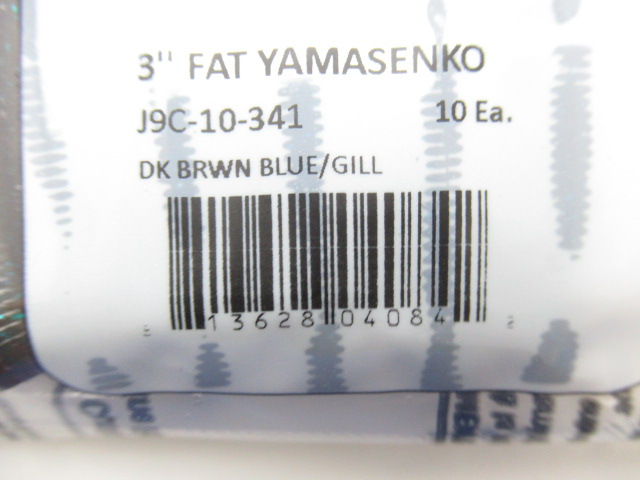 3" FAT YAMASENKO
J9C-10-341 10 Ea.
DK BRWN BLUE/GILL
13628 04084